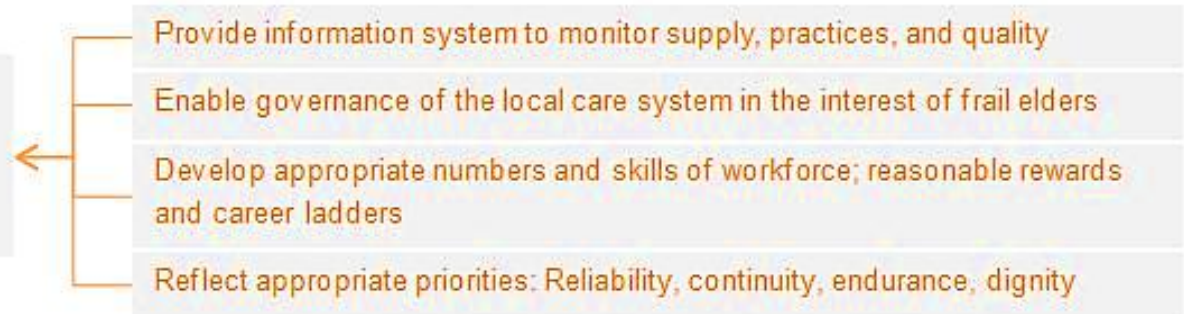 Provide information system to monitor supply, practices, and quality
Enable governance of the local care system in the interest of frail elders
Develop appropriate numbers and skills of workforce; reasonable rewards
and career ladders
Reflect appropriate priorities: Reliability, continuity, endurance, dignity